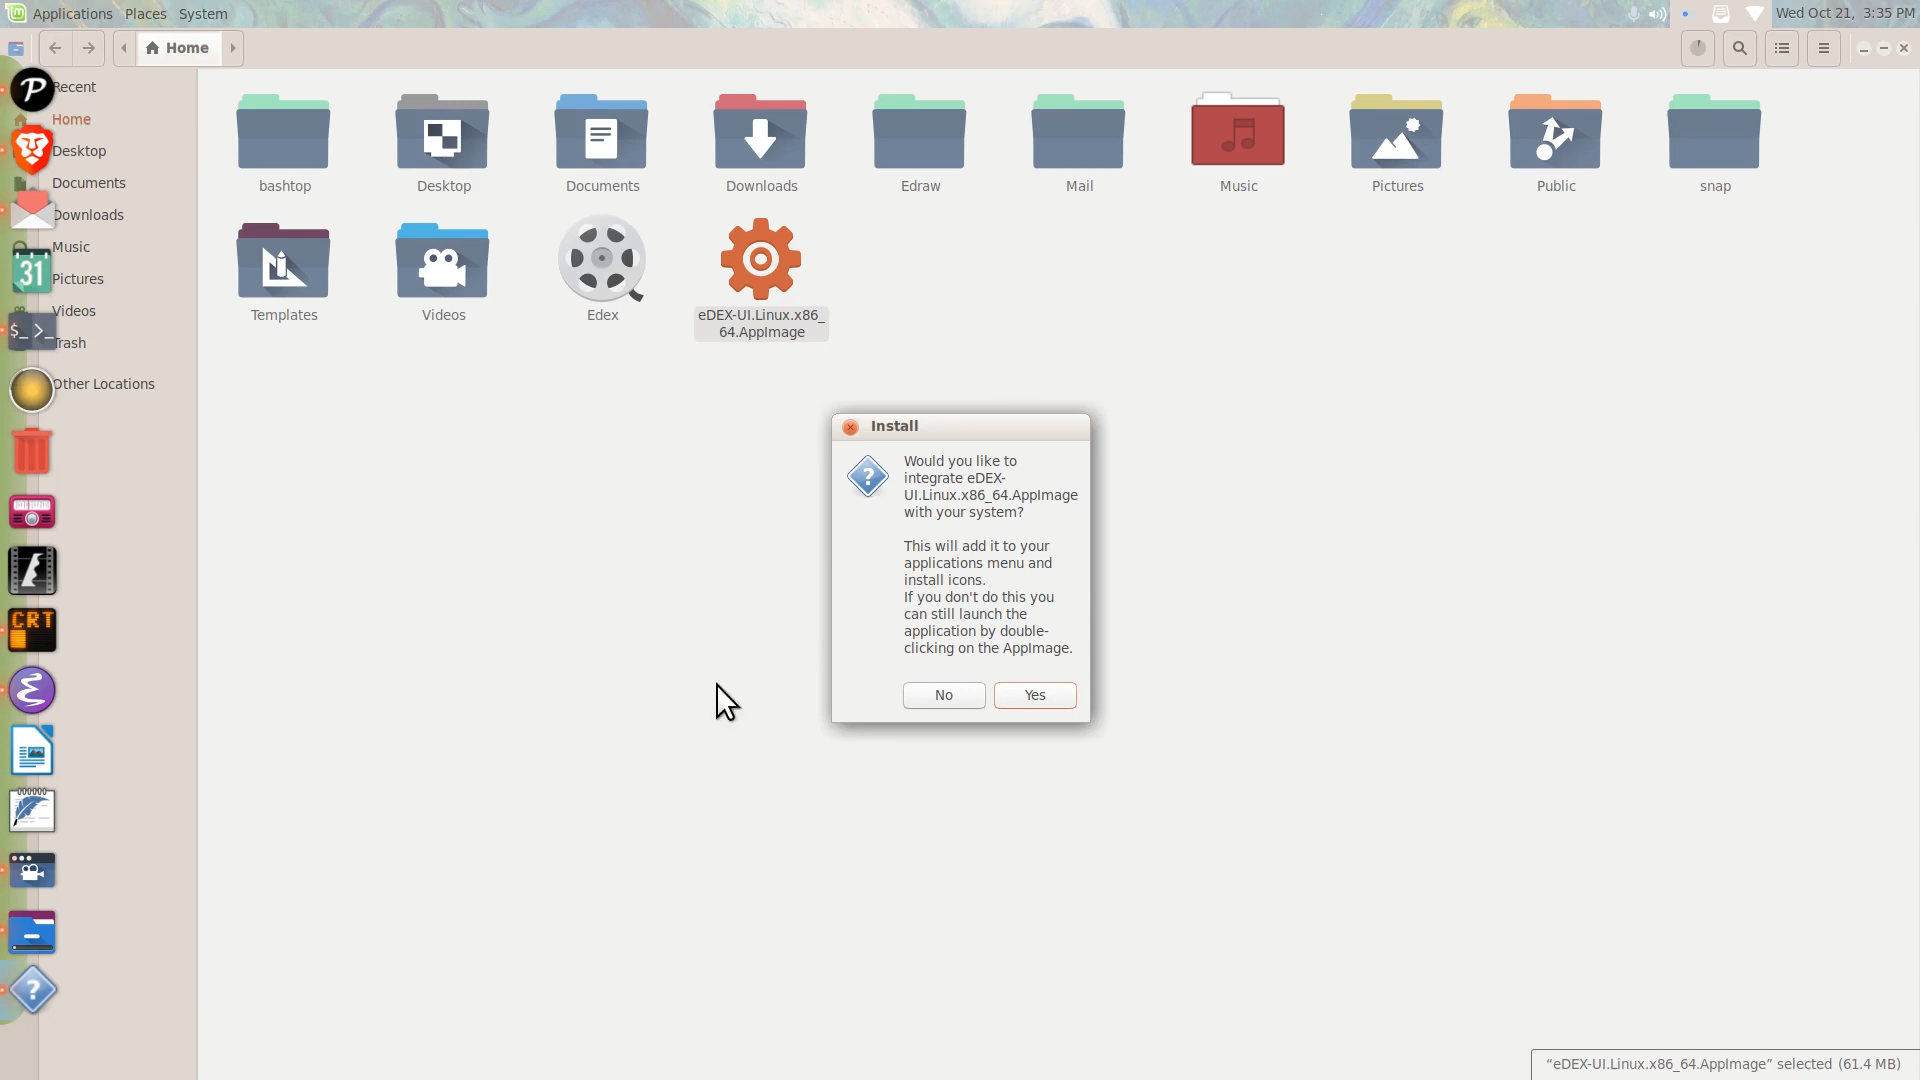 Applications Places System
Wed Oct 21, 3:35 PM
Home
Recent
Home
Desktop
Documents
Downloads
Music
Pictures
Videos
Trash
Other Locations
P
31
$_ >_
CRT
bashtop
Desktop
Documents
Downloads
Edraw
Mail
Music
Pictures
Public
snap
Templates
Videos
Edex
eDEX-UI.Linux.x86_
64.AppImage
Install
Would you like to
integrate eDEX-
UI.Linux.x86_64.AppImage
with your system?
This will add it to your
applications menu and
install icons.
If you don't do this you
can still launch the
application by double-
clicking on the AppImage.
No Yes
“eDEX-UI.Linux.x86_64.AppImage” selected (61.4 MB)